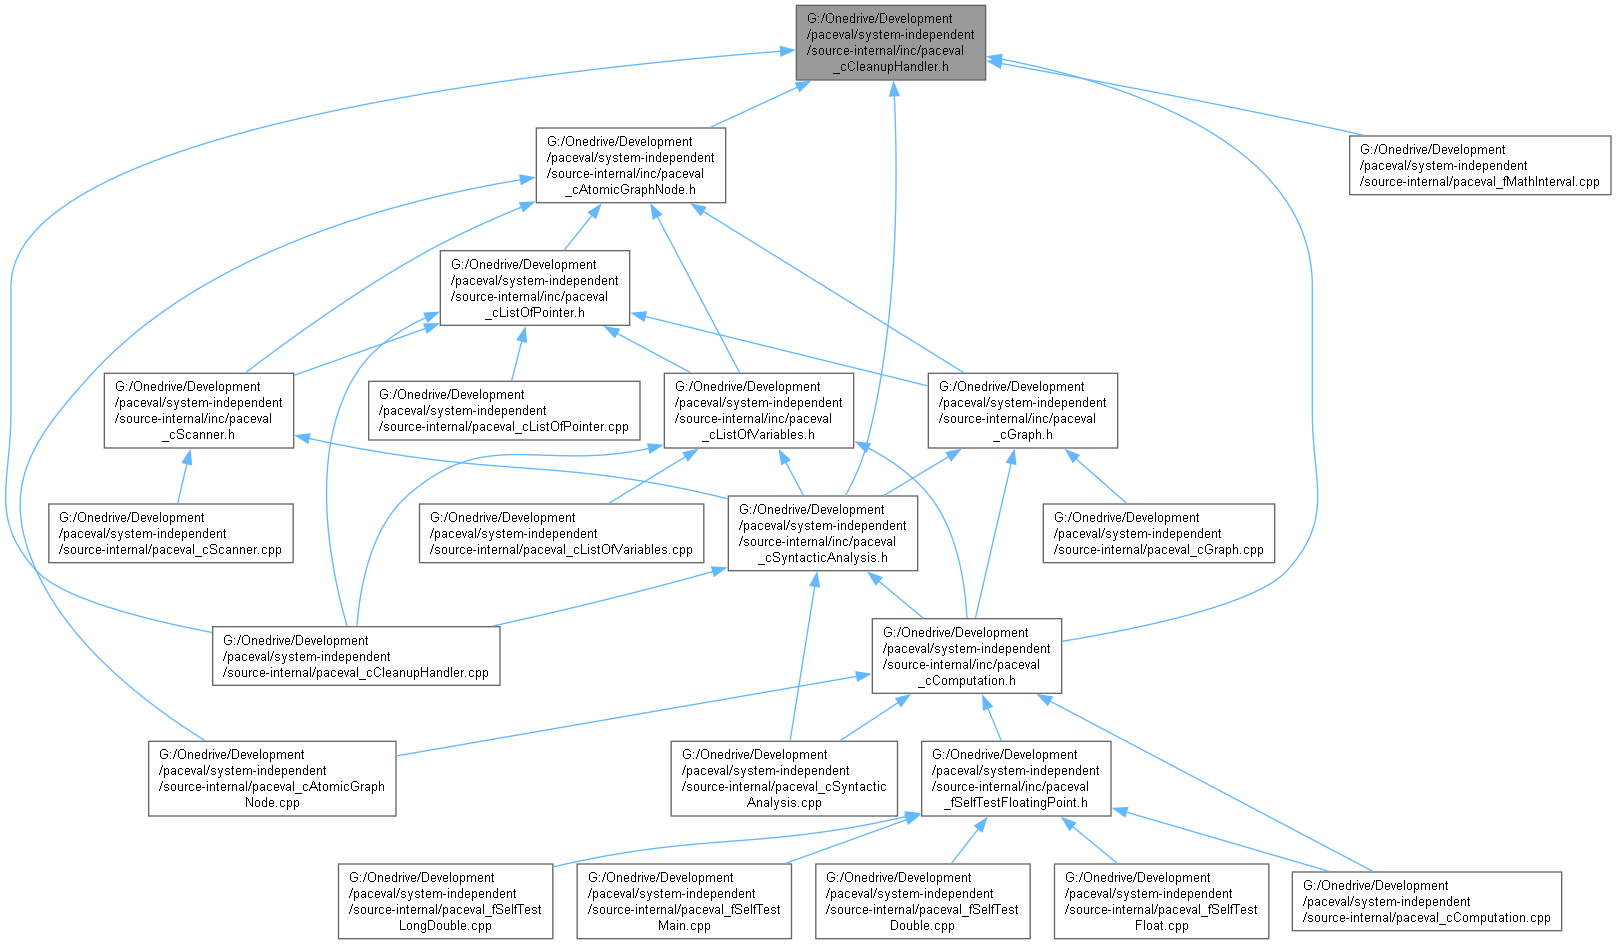 G:/Onedrive/Development
/paceval/system-independent
/source-internal/inc/paceval
_cCleanupHandler.h
G:/Onedrive/Development
/paceval/system-independent
/source-internal/inc/paceval
_cAtomicGraphNode.h
G:/Onedrive/Development
/paceval/system-independent
/source-internal/paceval_fMathInterval.cpp
G:/Onedrive/Development
/paceval/system-independent
/source-internal/inc/paceval
_cListOfPointer.h
G:/Onedrive/Development
/paceval/system-independent
/source-internal/inc/paceval
_cScanner.h
G:/Onedrive/Development
/paceval/system-independent
/source-internal/paceval_cListOfPointer.cpp
G:/Onedrive/Development
/paceval/system-independent
/source-internal/inc/paceval
_cListOfVariables.h
G:/Onedrive/Development
/paceval/system-independent
/source-internal/inc/paceval
_cGraph.h
G:/Onedrive/Development
/paceval/system-independent
/source-internal/paceval_cScanner.cpp
G:/Onedrive/Development
/paceval/system-independent
/source-internal/paceval_cListOfVariables.cpp
G:/Onedrive/Development
/paceval/system-independent
/source-internal/inc/paceval
_cSyntacticAnalysis.h
G:/Onedrive/Development
/paceval/system-independent
/source-internal/paceval_cGraph.cpp
G:/Onedrive/Development
/paceval/system-independent
/source-internal/paceval_cCleanupHandler.cpp
G:/Onedrive/Development
/paceval/system-independent
/source-internal/inc/paceval
_cComputation.h
G:/Onedrive/Development
/paceval/system-independent
/source-internal/paceval_cAtomicGraph
Node.cpp
G:/Onedrive/Development
/paceval/system-independent
/source-internal/paceval_cSyntactic
Analysis.cpp
G:/Onedrive/Development
/paceval/system-independent
/source-internal/inc/paceval
_fSelfTestFloatingPoint.h
G:/Onedrive/Development
/paceval/system-independent
/source-internal/paceval_fSelfTest
LongDouble.cpp
G:/Onedrive/Development
/paceval/system-independent
/source-internal/paceval_fSelfTest
Main.cpp
G:/Onedrive/Development
/paceval/system-independent
/source-internal/paceval_fSelfTest
Double.cpp
G:/Onedrive/Development
/paceval/system-independent
/source-internal/paceval_fSelfTest
Float.cpp
G:/Onedrive/Development
/paceval/system-independent
/source-internal/paceval_cComputation.cpp